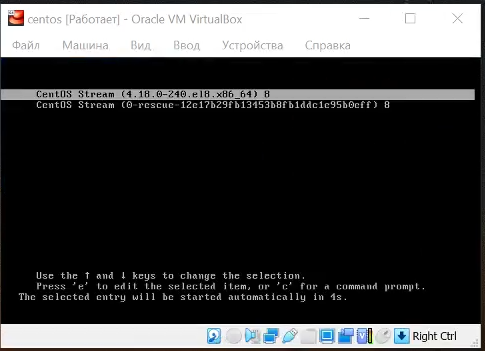 centos [Работает] - Oracle VM VirtualBox
Файл Машина Вид Ввод Устройства Справка
CentOS Stream (4.18.0-240.el8.x86_64) 8
CentOS Stream (0-rescue-12e17b29fb13453b8fb1ddc1c95b0cff) 8
Use the ↑ and ↓ keys to change the selection.
Press 'e' to edit the selected item, or 'c' for a command prompt.
The selected entry will be started automatically in 4s.
Right Ctrl